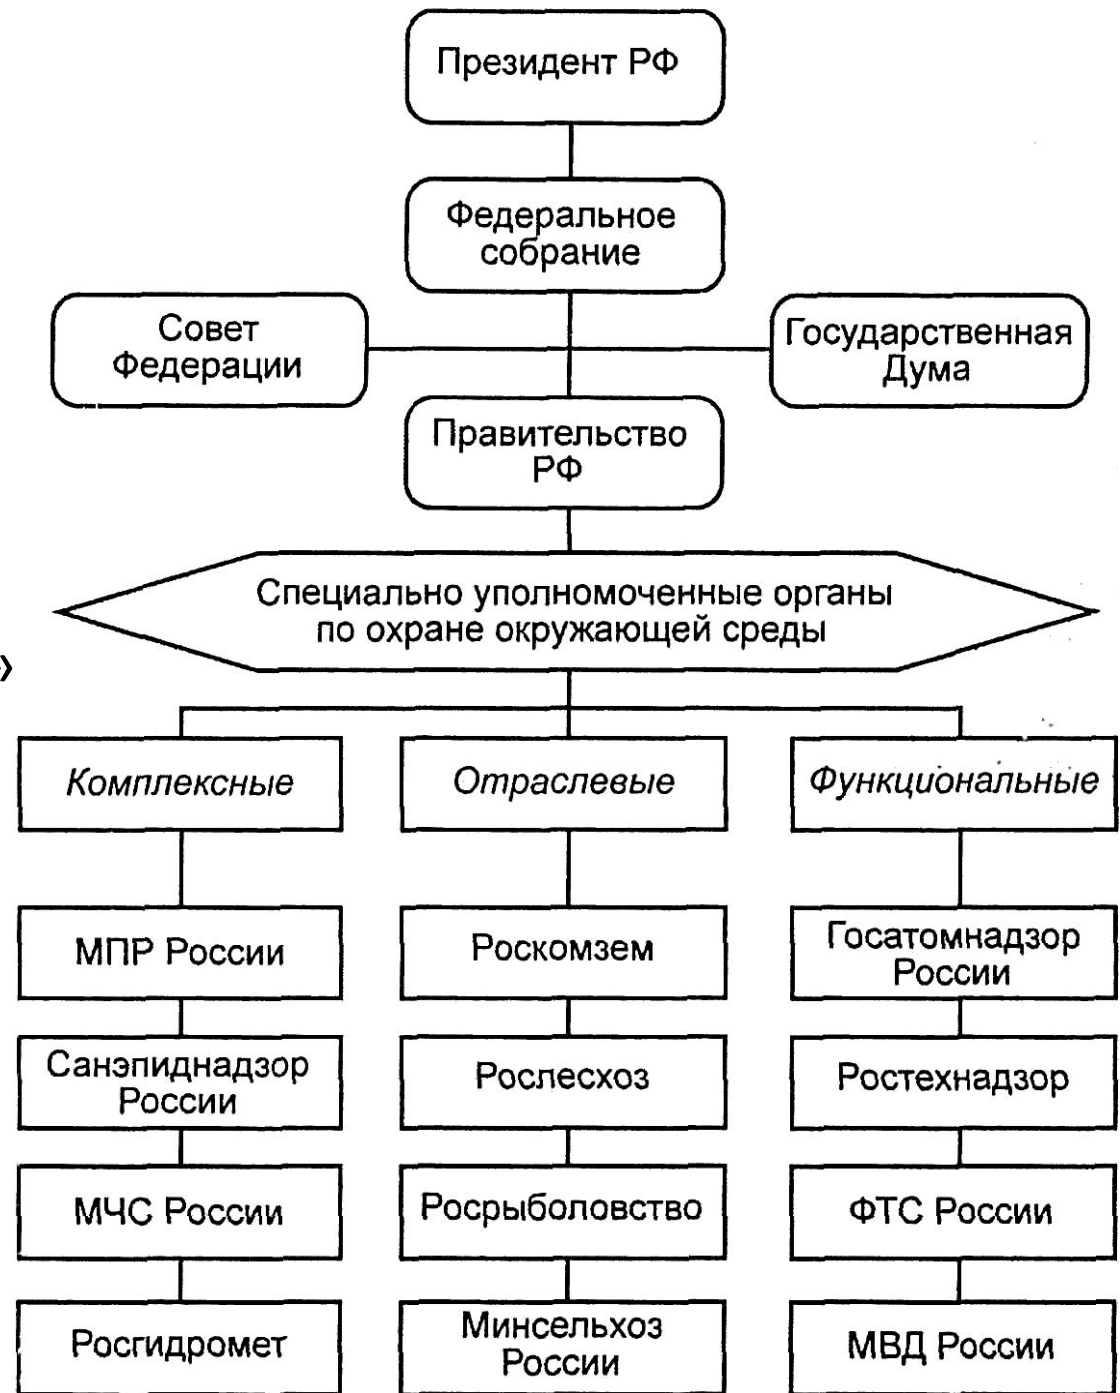 Президент РФ
Федеральное
собрание
Совет
Федерации
Государственная
Дума
Правительство
РФ
Специально уполномоченные органы
по охране окружающей среды
»
Комплексные
Отраслевые
Функциональные
МПР России
Роскомзем
Госатомнадзор
России
Санэпиднадзор
России
Рослесхоз
Ростехнадзор
МЧС России
Росрыболовство
ФТС России
Росгидромет
Минсельхоз
России
МВД России